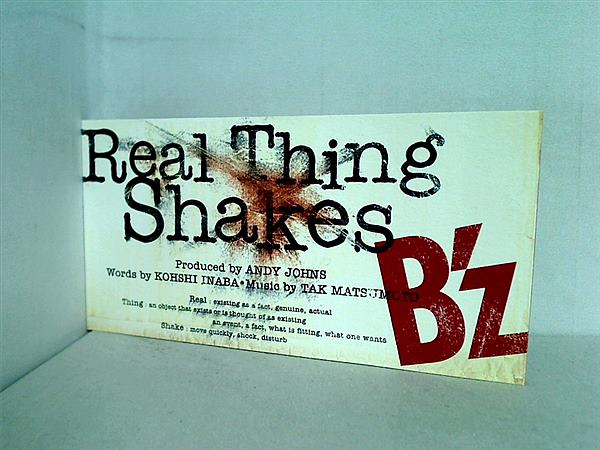 Real Thing
Shakes
B'z
Produced by ANDY JOHNS
Words by KOHSHI INABA•Music by TAK MATSUMOTO
Real : existing as a fact, genuine, actual
Thing : an object that exists or is thought of as existing
an event, a fact, what is fitting, what one wants
Shake : move quickly, shock, disturb